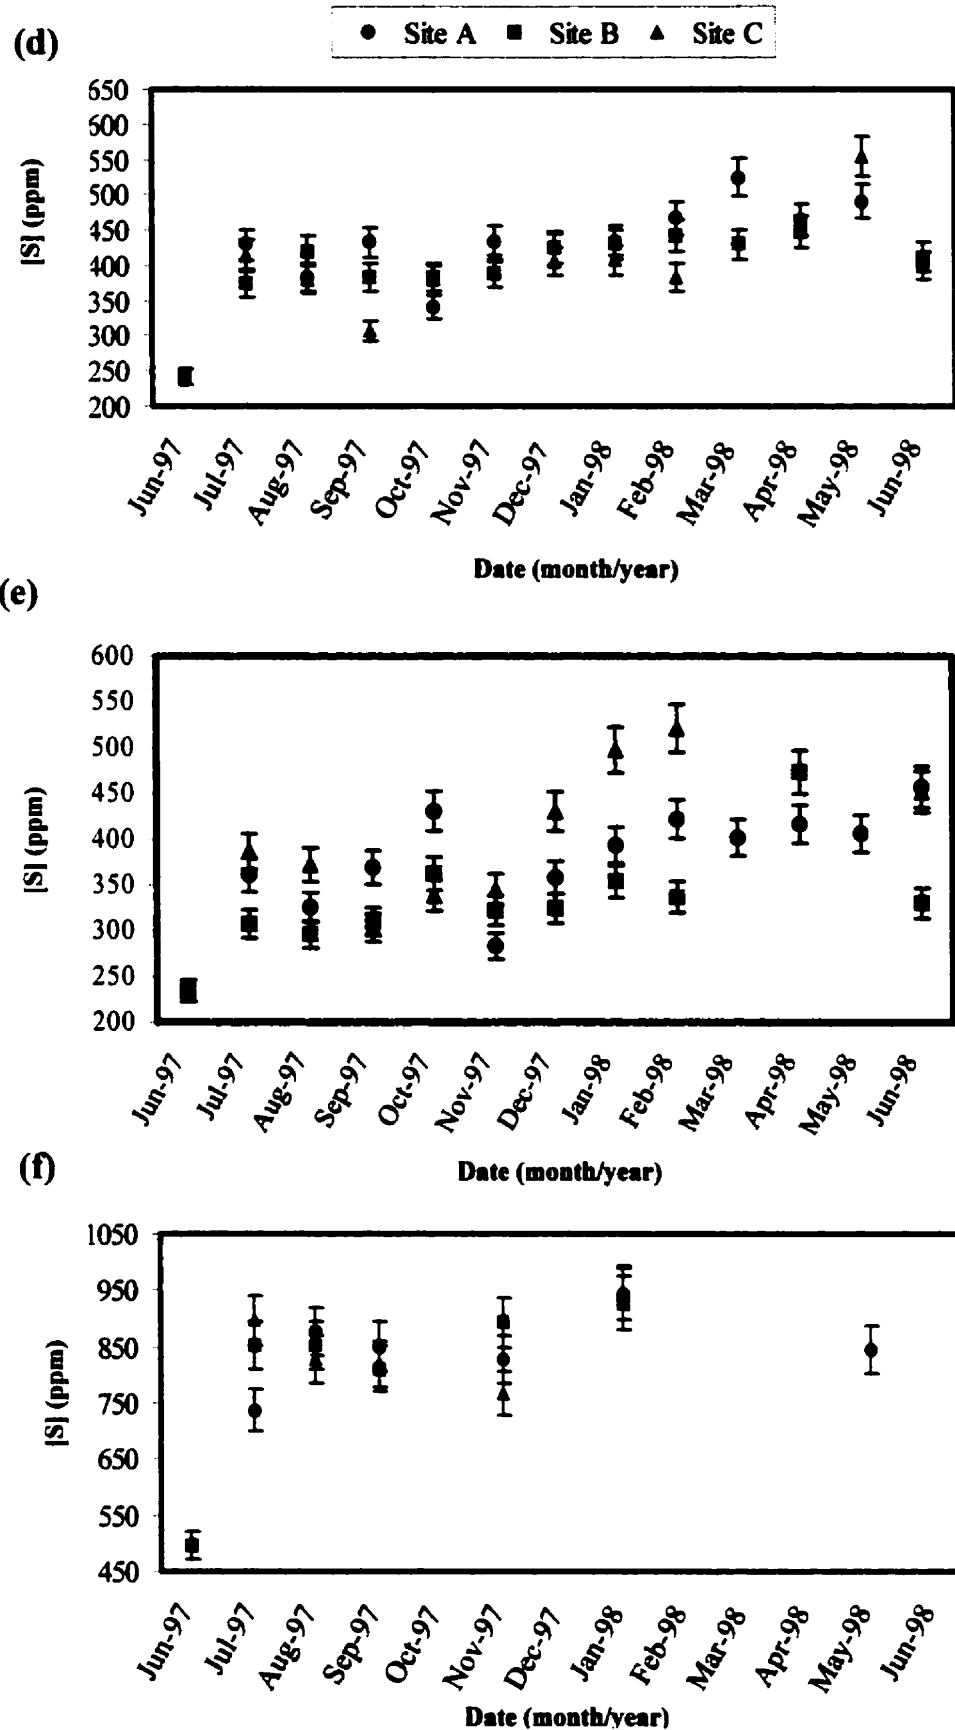 (d)
Site A Site B Site C
650
600
550
500
450
400
350
300
250
200
[S] (ppm)
Jun-97 Jul-97 Aug-97 Sep-97 Oct-97 Nov-97 Dec-97 Jan-98 Feb-98 Mar-98 Apr-98 May-98 Jun-98
Date (month/year)
(e)
600
550
500
450
400
350
300
250
200
[S] (ppm)
Jun-97 Jul-97 Aug-97 Sep-97 Oct-97 Nov-97 Dec-97 Jan-98 Feb-98 Mar-98 Apr-98 May-98 Jun-98
Date (month/year)
(f)
1050
950
850
750
650
550
450
[S] (ppm)
Jun-97 Jul-97 Aug-97 Sep-97 Oct-97 Nov-97 Dec-97 Jan-98 Feb-98 Mar-98 Apr-98 May-98 Jun-98
Date (month/year)